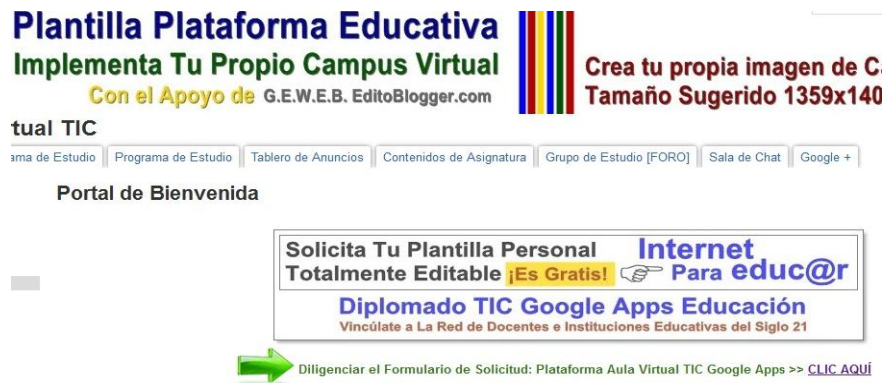 Plantilla Plataforma Educativa
Implementa Tu Propio Campus Virtual
Con el Apoyo de G.E.W.E.B. EditoBlogger.com
Crea tu propia imagen de
Tamaño Sugerido 1359x140
tual TIC
ama de Estudio Programa de Estudio Tablero de Anuncios Contenidos de Asignatura Grupo de Estudio [FORO] Sala de Chat Google +
Portal de Bienvenida
Solicita Tu Plantilla Personal
Totalmente Editable ¡Es Gratis!
Internet
Para educ@r
Diplomado TIC Google Apps Educación
Vincúlate a La Red de Docentes e Instituciones Educativas del Siglo 21
Diligenciar el Formulario de Solicitud: Plataforma Aula Virtual TIC Google Apps >> CLIC AQUÍ